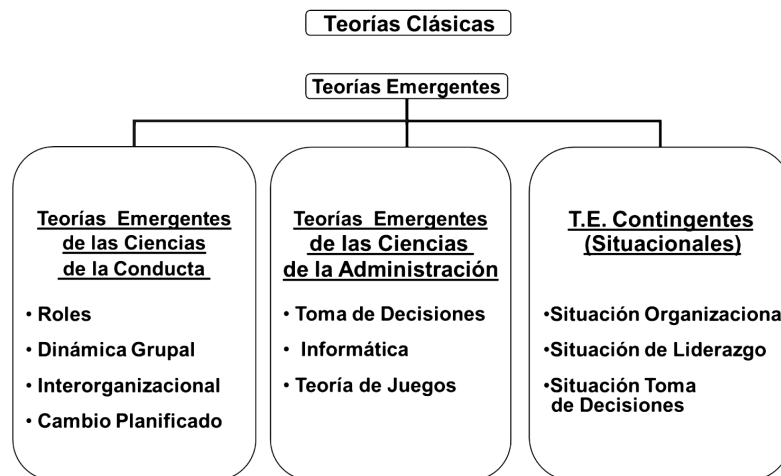 Teorías Clásicas
Teorías Emergentes
Teorías Emergentes
de las Ciencias
de la Conducta
• Roles
• Dinámica Grupal
• Interorganizacional
• Cambio Planificado
Teorías Emergentes
de las Ciencias
de la Administración
• Toma de Decisiones
• Informática
• Teoría de Juegos
T.E. Contingentes
(Situacionales)
•Situación Organizaciona
•Situación de Liderazgo
•Situación Toma
de Decisiones